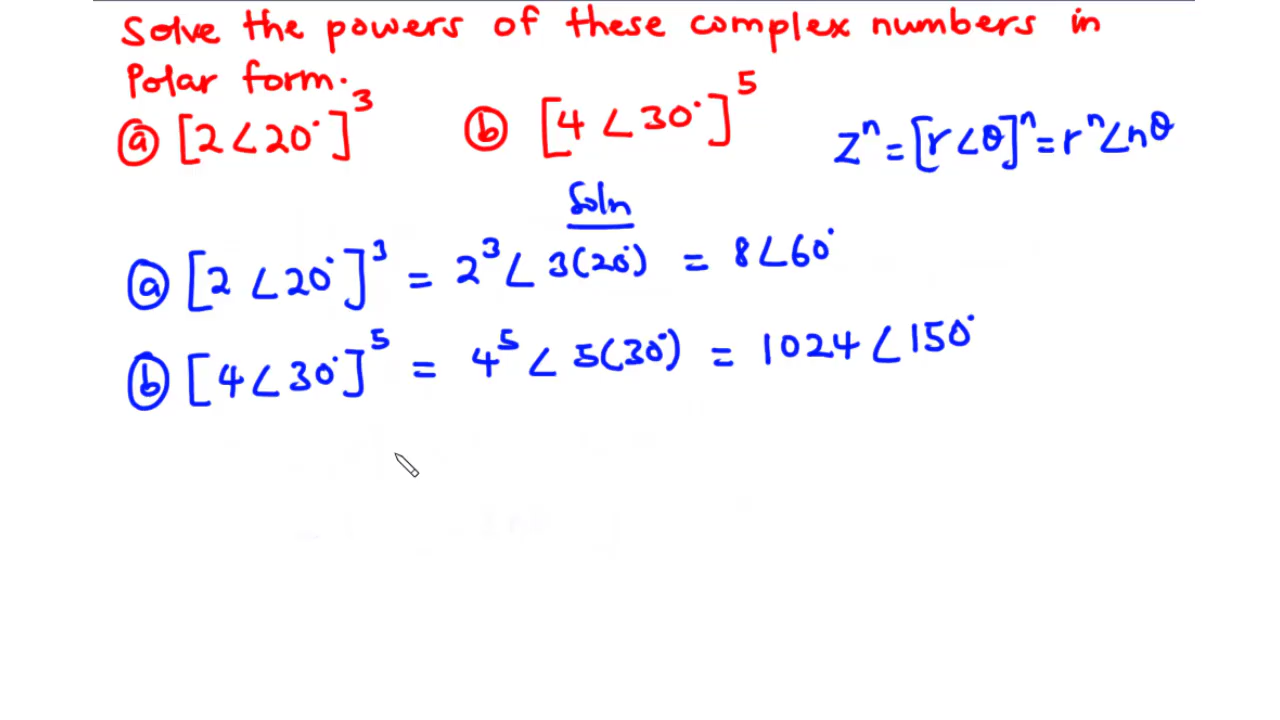 Solve the powers of these complex numbers in
Polar form.
ⓐ [2∠20°]³ ⓑ [4∠30°]⁵ Zⁿ = [r∠θ]ⁿ = rⁿ∠nθ
Soln
ⓐ [2∠20°]³ = 2³∠3(20°) = 8∠60°
ⓑ [4∠30°]⁵ = 4⁵∠5(30°) = 1024∠150°